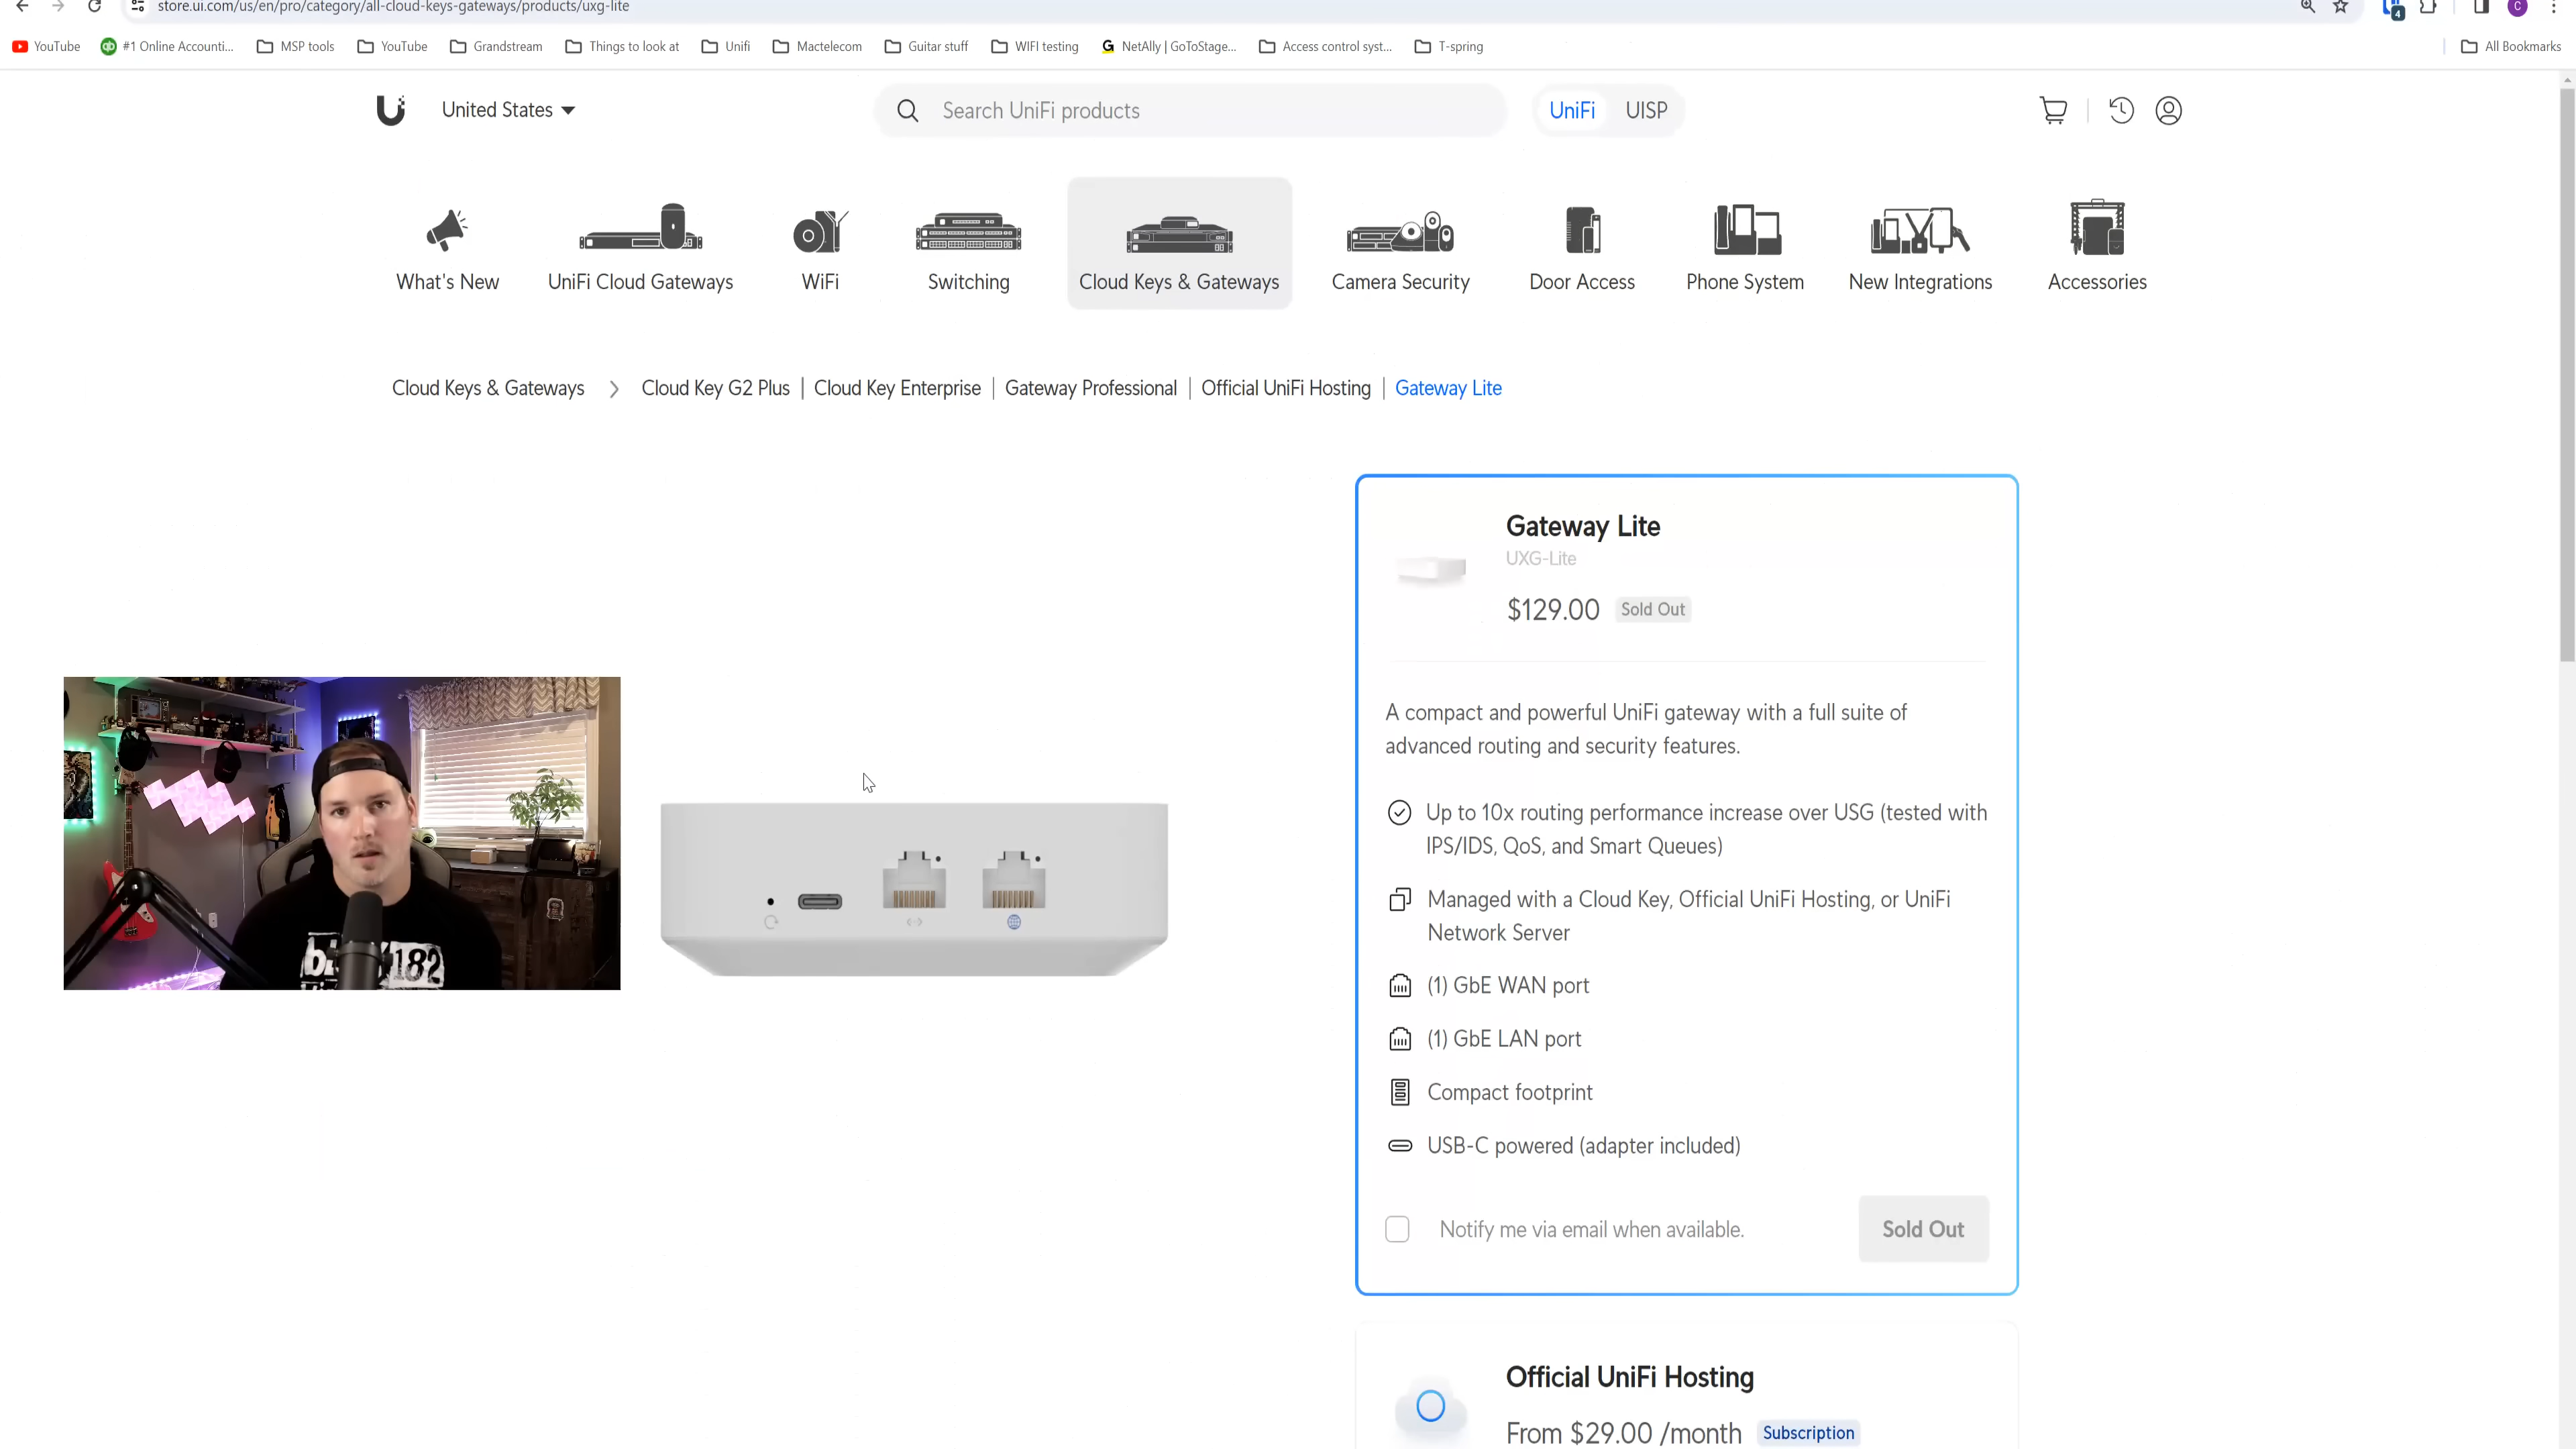 store.ui.com/us/en/pro/category/all-cloud-keys-gateways/products/uxg-lite
4
C
YouTube #1 Online Accounti... MSP tools YouTube Grandstream Things to look at Unifi Mactelecom Guitar stuff WIFI testing NetAlly | GoToStage... Access control syst... T-spring All Bookmarks
United States Search UniFi products UniFi UISP
What's New UniFi Cloud Gateways WiFi Switching Cloud Keys & Gateways Camera Security Door Access Phone System New Integrations Accessories
Cloud Keys & Gateways Cloud Key G2 Plus | Cloud Key Enterprise | Gateway Professional | Official UniFi Hosting | Gateway Lite
Gateway Lite
UXG-Lite
$129.00 Sold Out
A compact and powerful UniFi gateway with a full suite of
advanced routing and security features.
Up to 10x routing performance increase over USG (tested with
IPS/IDS, QoS, and Smart Queues)
Managed with a Cloud Key, Official UniFi Hosting, or UniFi
Network Server
(1) GbE WAN port
(1) GbE LAN port
Compact footprint
USB-C powered (adapter included)
Notify me via email when available. Sold Out
Official UniFi Hosting
From $29.00 /month Subscription
182